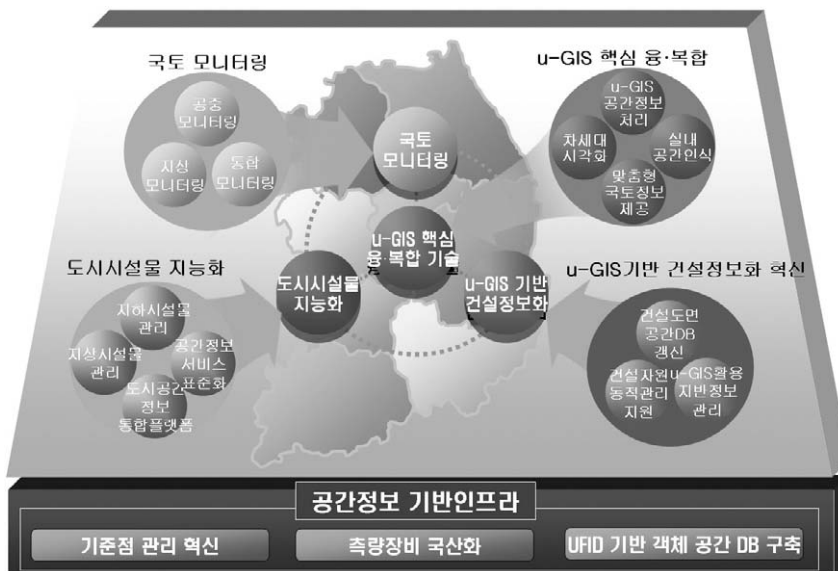 국토 모니터링
공중
모니터링
지상
모니터링
통합
모니터링
국토
모니터링
u-GIS 핵심 융·복합
u-GIS
공간정보
처리
차세대
시각화
실내
공간인식
맞춤형
국토정보
제공
u-GIS 핵심
융·복합 기술
도시시설물
지능화
u-GIS 기반
건설정보화
도시시설물 지능화
지하시설물
관리
지상시설물
관리
공간정보
서비스
표준화
도시공간
정보
통합플랫폼
u-GIS기반 건설정보화 혁신
건설도면
공간DB
갱신
건설자원
동적관리
지원
u-GIS활용
지반정보
관리
공간정보 기반인프라
기준점 관리 혁신
측량장비 국산화
UFID 기반 객체 공간 DB 구축